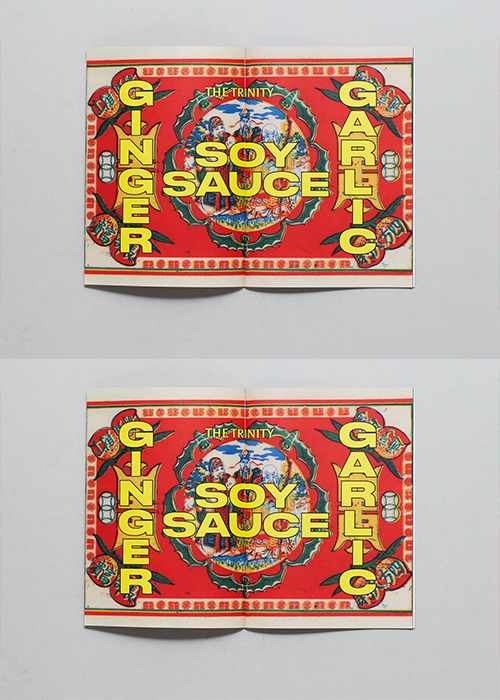 THE TRINITY
GINGER
SOY
SAUCE
GARLIC
THE TRINITY
GINGER
SOY
SAUCE
GARLIC